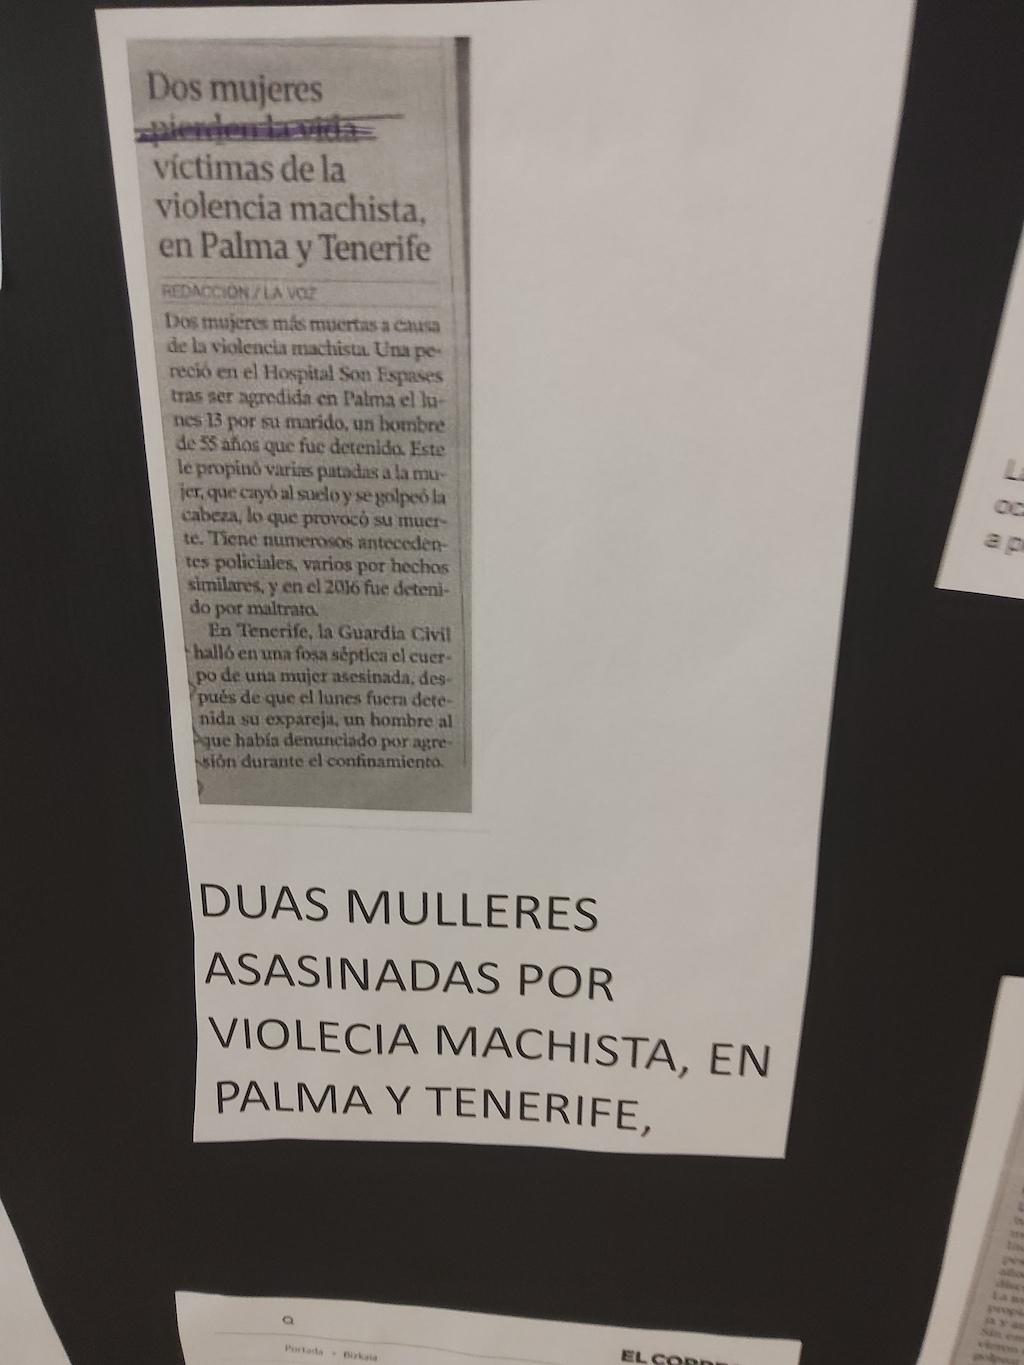 Dos mujeres
pierden la vida
víctimas de la
violencia machista,
en Palma y Tenerife
REDACCIÓN / LA VOZ
Dos mujeres más muertas a causa
de la violencia machista. Una pe-
reció en el Hospital Son Espases
tras ser agredida en Palma el lu-
nes 13 por su marido, un hombre
de 55 años que fue detenido. Este
le propinó varias patadas a la mu-
jer, que cayó al suelo y se golpeó la
cabeza, lo que provocó su muer-
te. Tiene numerosos anteceden-
tes policiales, varios por hechos
similares, y en el 2016 fue deteni-
do por maltrato.
En Tenerife, la Guardia Civil
halló en una fosa séptica el cuer-
po de una mujer asesinada, des-
pués de que el lunes fuera dete-
nida su expareja, un hombre al
que había denunciado por agre-
sión durante el confinamiento.
DUAS MULLERES
ASASINADAS POR
VIOLECIA MACHISTA, EN
PALMA Y TENERIFE,
a p
Portada
Bizkaia
EL